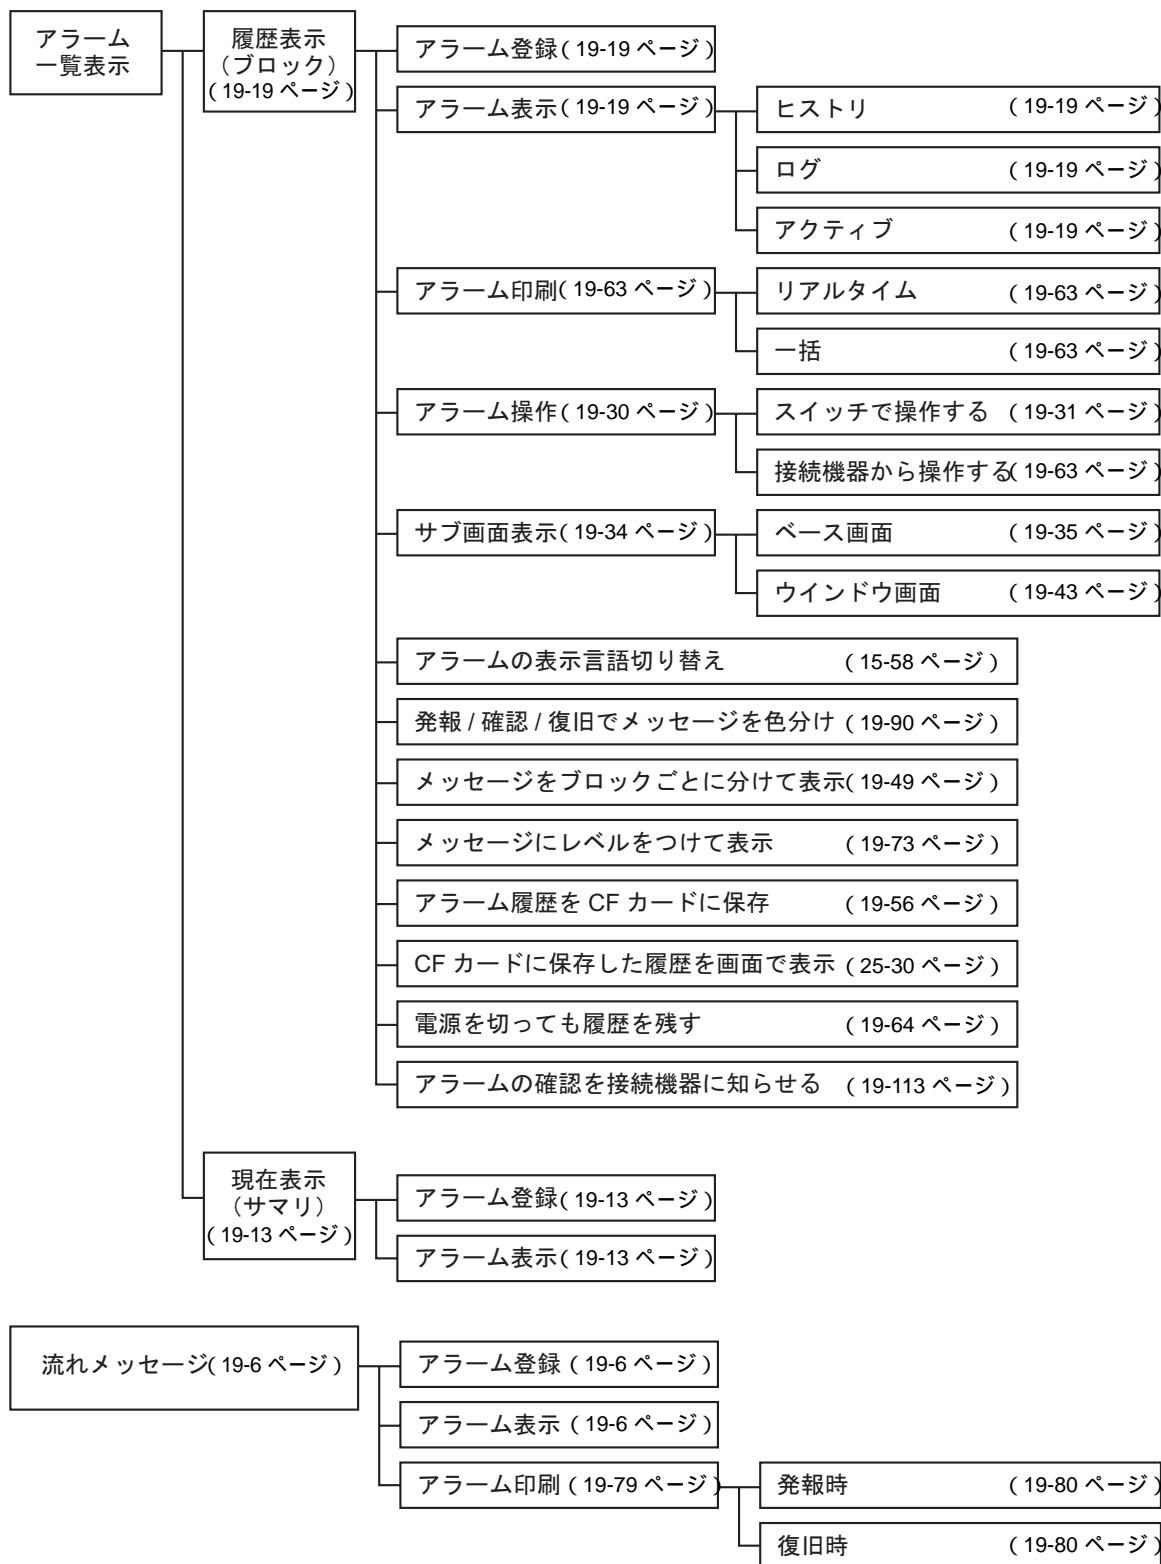 アラーム
一覧表示
履歴表示
（ブロック）
（19-19 ページ）
アラーム登録（19-19 ページ）
アラーム表示（19-19 ページ）
ヒストリ （19-19 ページ）
ログ （19-19 ページ）
アクティブ （19-19 ページ）
アラーム印刷（19-63 ページ）
リアルタイム （19-63 ページ）
一括 （19-63 ページ）
アラーム操作（19-30 ページ）
スイッチで操作する （19-31 ページ）
接続機器から操作する（19-63 ページ）
サブ画面表示（19-34 ページ）
ベース画面 （19-35 ページ）
ウインドウ画面 （19-43 ページ）
アラームの表示言語切り替え （15-58 ページ）
発報 / 確認 / 復旧でメッセージを色分け（19-90 ページ）
メッセージをブロックごとに分けて表示（19-49 ページ）
メッセージにレベルをつけて表示 （19-73 ページ）
アラーム履歴を CF カードに保存 （19-56 ページ）
CF カードに保存した履歴を画面で表示（25-30 ページ）
電源を切っても履歴を残す （19-64 ページ）
アラームの確認を接続機器に知らせる （19-113 ページ）
現在表示
（サマリ）
（19-13 ページ）
アラーム登録（19-13 ページ）
アラーム表示（19-13 ページ）
流れメッセージ（19-6 ページ）
アラーム登録（19-6 ページ）
アラーム表示（19-6 ページ）
アラーム印刷（19-79 ページ）
発報時 （19-80 ページ）
復旧時 （19-80 ページ）